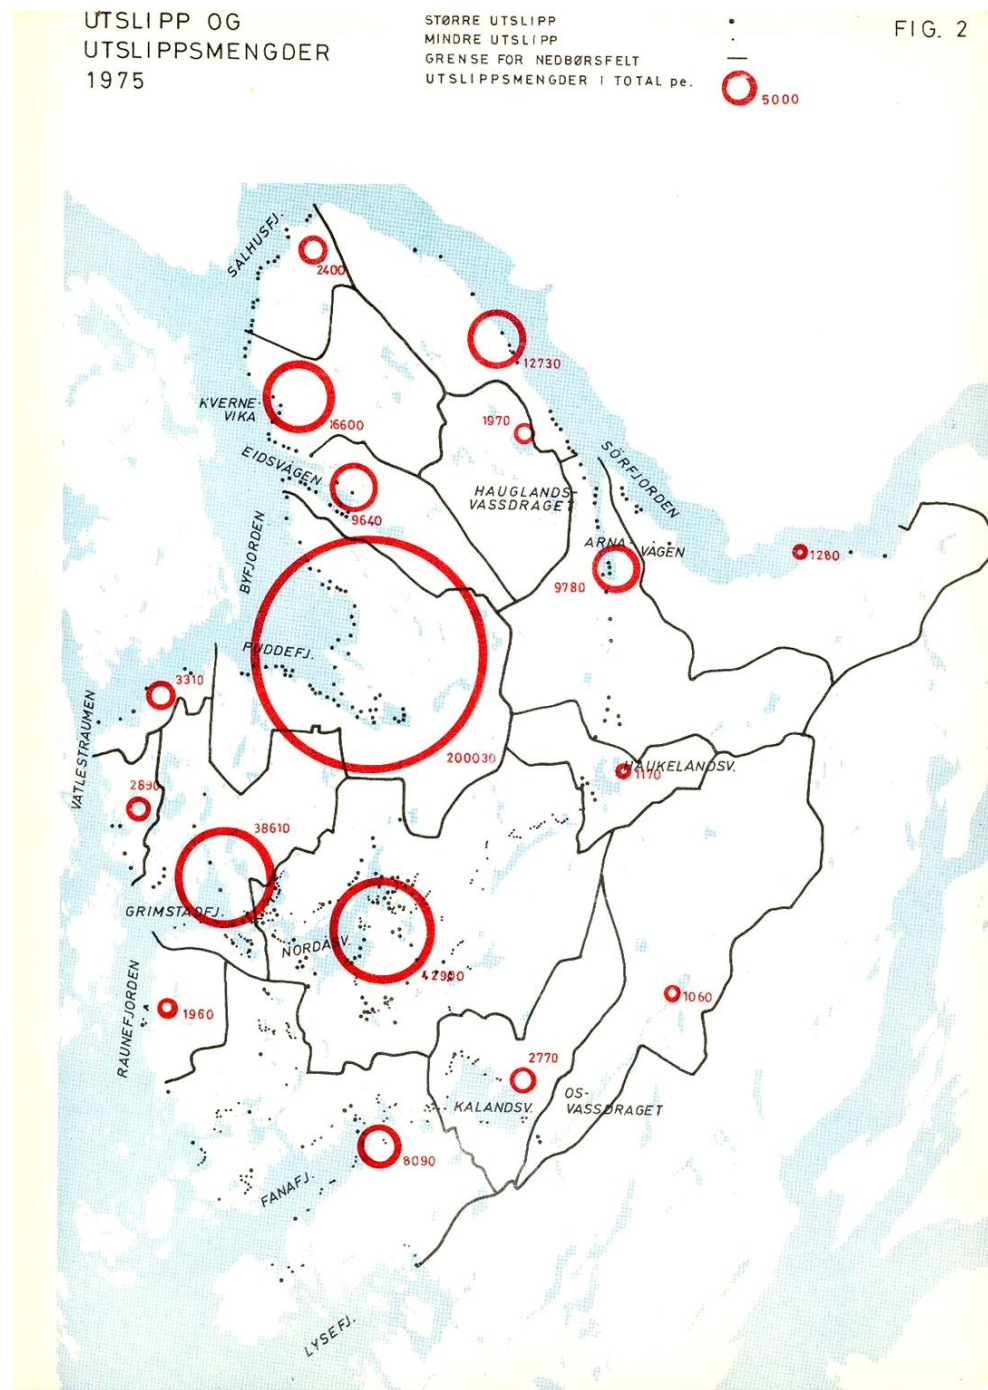 UTSLIPP OG
UTSLIPPSMENGDER
1975
STØRRE UTSLIPP
MINDRE UTSLIPP
GRENSE FOR NEDBØRSFELT
UTSLIPPSMENGDER I TOTAL pe.
5000
FIG. 2
SALHUSFJ.
2400
12730
KVERNE-
VIKA
16600
1970
EIDSVÅGEN
9640
HAUGLANDS-
VASSDRAGET
SÖRFJORDEN
BYFJORDEN
ARNA-
VÅGEN
9780
1280
PUDDEFJ.
3310
VATLESTRAUMEN
200030
HAUKELANDSV.
1170
2890
38610
GRIMSTADFJ.
NORDÅSV.
42980
RAUNEFJORDEN
1960
1060
2770
KALANDSV.
OS-
VASSDRAGET
8090
FANAFJ.
LYSEFJ.